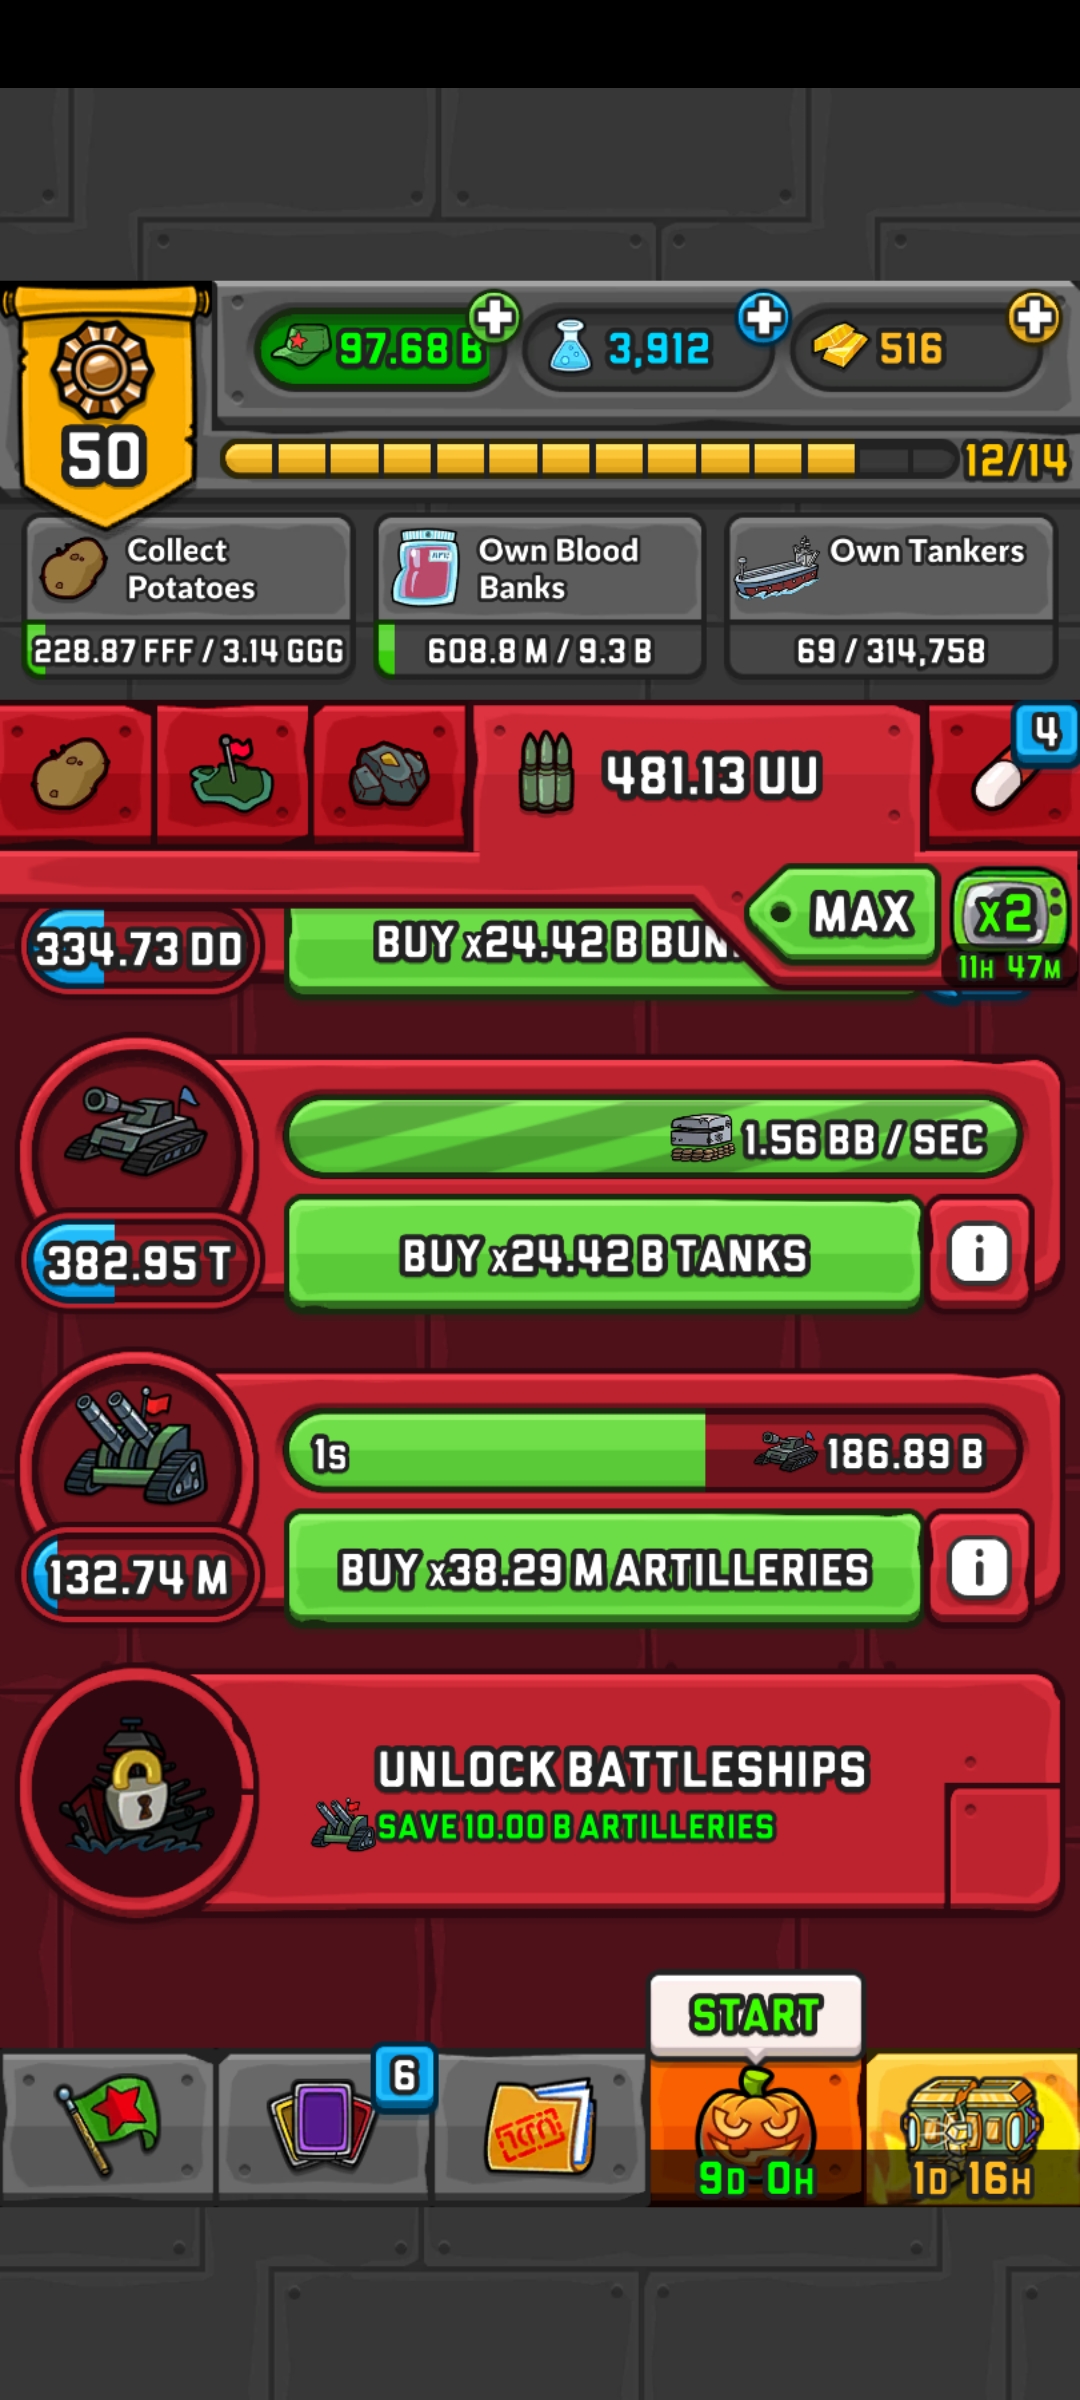 97.68 B
3,912
516
50
12/14
Collect
Potatoes
228.87 FFF / 3.14 GGG
Own Blood
Banks
608.8 M / 9.3 B
Own Tankers
69 / 314,758
481.13 UU
4
MAX
x2
11H 47M
334.73 DD
BUY x24.42 B BUN
1.56 BB / SEC
382.95 T
BUY x24.42 B TANKS
i
1s
186.89 B
132.74 M
BUY x38.29 M ARTILLERIES
i
UNLOCK BATTLESHIPS
SAVE 10.00 B ARTILLERIES
START
6
9D 0H
1D 16H